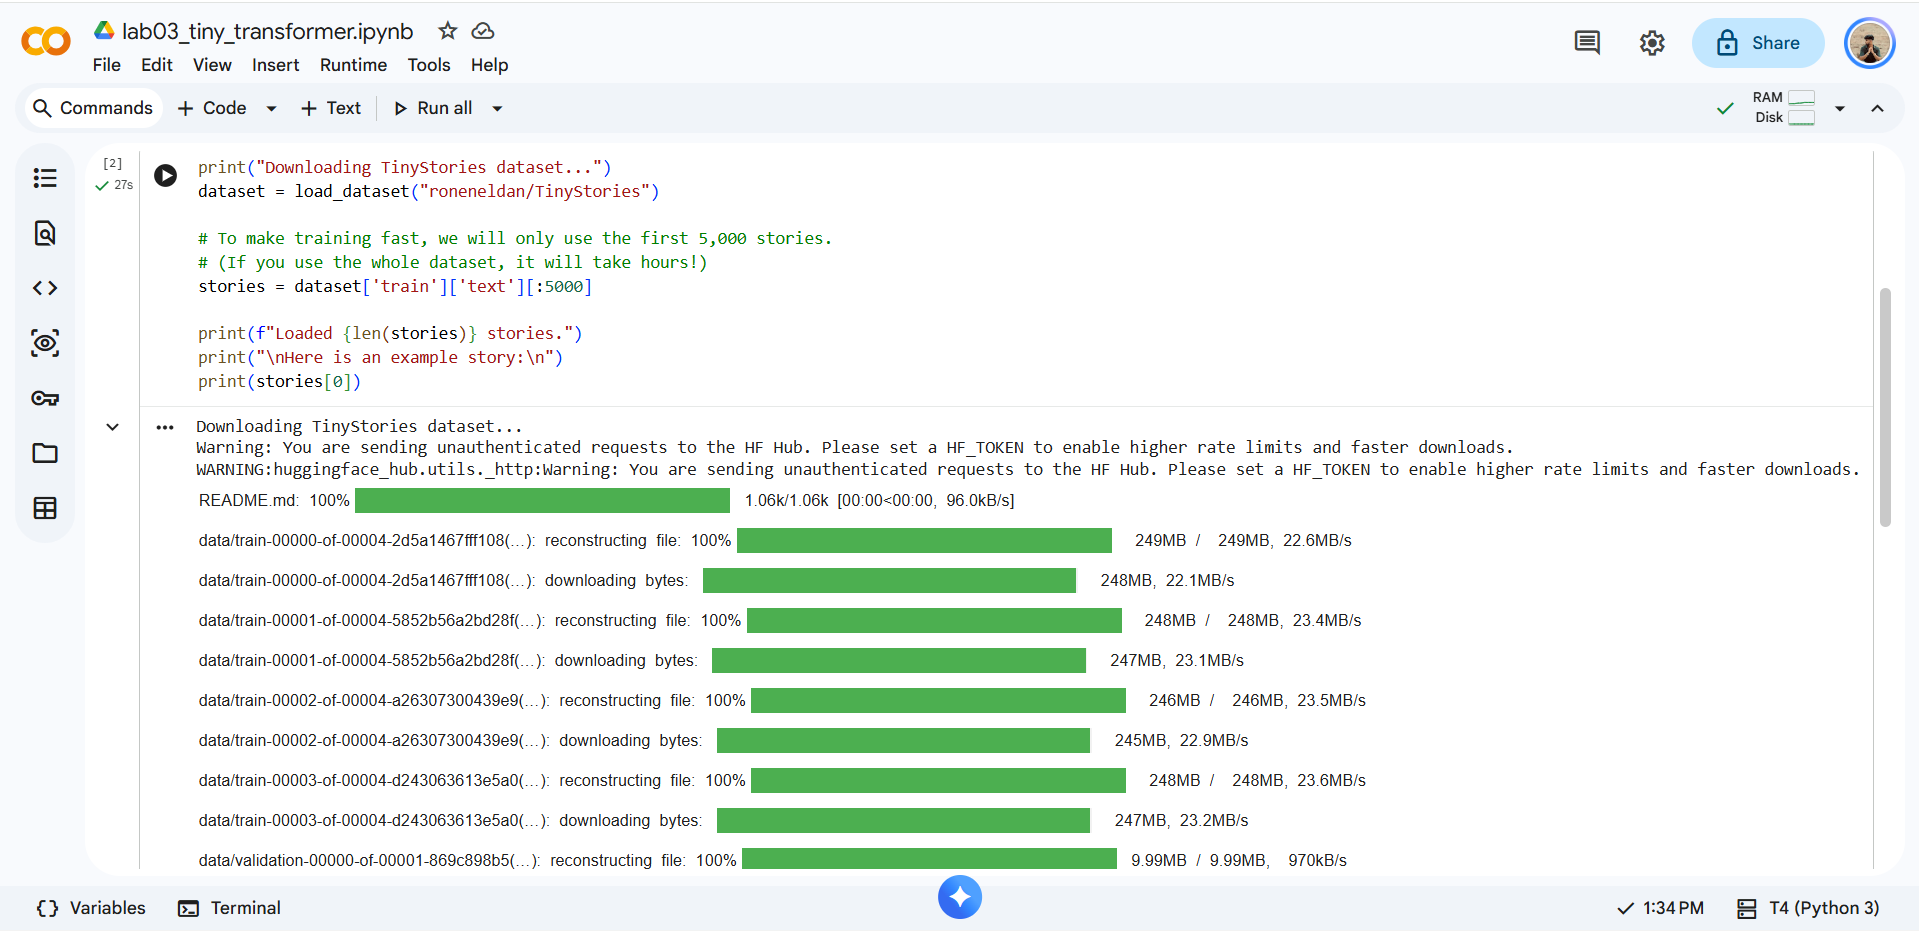 lab03_tiny_transformer.ipynb
File Edit View Insert Runtime Tools Help
Share
Commands + Code + Text Run all
RAM
Disk
[2]
27s
print("Downloading TinyStories dataset...")
dataset = load_dataset("roneneldan/TinyStories")
# To make training fast, we will only use the first 5,000 stories.
# (If you use the whole dataset, it will take hours!)
stories = dataset['train']['text'][:5000]
print(f"Loaded {len(stories)} stories.")
print("\nHere is an example story:\n")
print(stories[0])
Downloading TinyStories dataset...
Warning: You are sending unauthenticated requests to the HF Hub. Please set a HF_TOKEN to enable higher rate limits and faster downloads.
WARNING:huggingface_hub.utils._http:Warning: You are sending unauthenticated requests to the HF Hub. Please set a HF_TOKEN to enable higher rate limits and faster downloads.
README.md: 100% 1.06k/1.06k [00:00<00:00, 96.0kB/s]
data/train-00000-of-00004-2d5a1467fff108(…): reconstructing file: 100% 249MB / 249MB, 22.6MB/s
data/train-00000-of-00004-2d5a1467fff108(…): downloading bytes: 248MB, 22.1MB/s
data/train-00001-of-00004-5852b56a2bd28f(…): reconstructing file: 100% 248MB / 248MB, 23.4MB/s
data/train-00001-of-00004-5852b56a2bd28f(…): downloading bytes: 247MB, 23.1MB/s
data/train-00002-of-00004-a26307300439e9(…): reconstructing file: 100% 246MB / 246MB, 23.5MB/s
data/train-00002-of-00004-a26307300439e9(…): downloading bytes: 245MB, 22.9MB/s
data/train-00003-of-00004-d243063613e5a0(…): reconstructing file: 100% 248MB / 248MB, 23.6MB/s
data/train-00003-of-00004-d243063613e5a0(…): downloading bytes: 247MB, 23.2MB/s
data/validation-00000-of-00001-869c898b5(…): reconstructing file: 100% 9.99MB / 9.99MB, 970kB/s
Variables Terminal 1:34 PM T4 (Python 3)